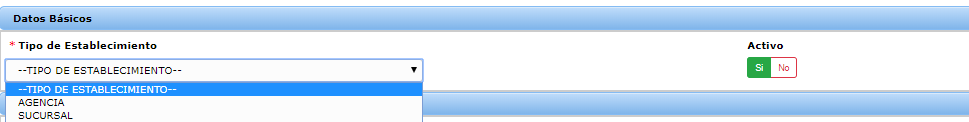 Datos Básicos
* Tipo de Establecimiento
Activo
--TIPO DE ESTABLECIMIENTO--
Si No
--TIPO DE ESTABLECIMIENTO--
AGENCIA
SUCURSAL